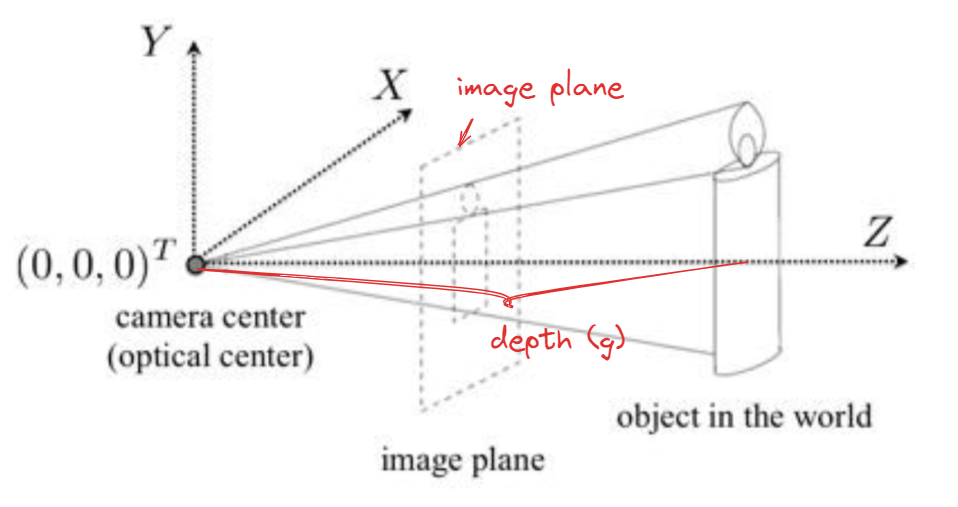 Y
X
image plane
Z
(0, 0, 0)^T
depth (g)
camera center
(optical center)
object in the world
image plane